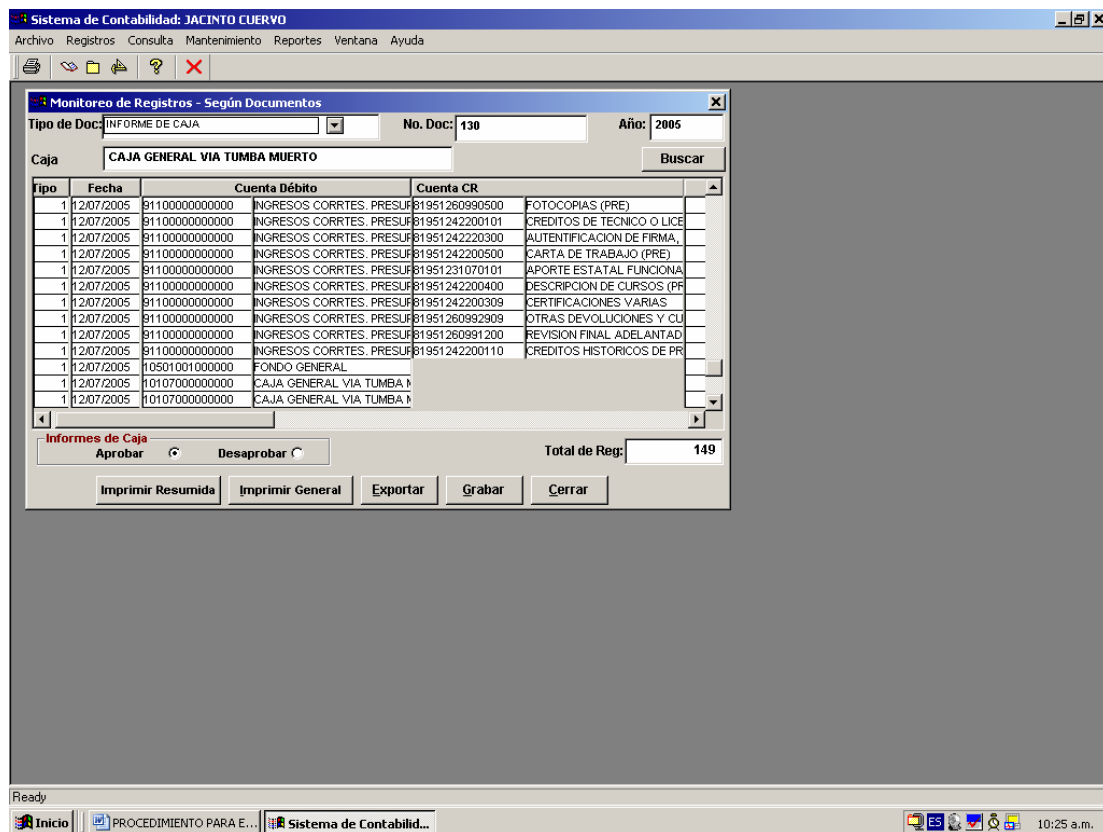 Sistema de Contabilidad: JACINTO CUERVO
Archivo Registros Consulta Mantenimiento Reportes Ventana Ayuda
Monitoreo de Registros - Según Documentos
Tipo de Doc: INFORME DE CAJA No. Doc: 130 Año: 2005
Caja CAJA GENERAL VIA TUMBA MUERTO Buscar
Tipo Fecha Cuenta Débito Cuenta CR
1 12/07/2005 91100000000000 INGRESOS CORRTES. PRESUF 81951260990500 FOTOCOPIAS (PRE)
1 12/07/2005 91100000000000 INGRESOS CORRTES. PRESUF 81951242200101 CREDITOS DE TECNICO O LICE
1 12/07/2005 91100000000000 INGRESOS CORRTES. PRESUF 81951242220300 AUTENTIFICACION DE FIRMA,
1 12/07/2005 91100000000000 INGRESOS CORRTES. PRESUF 81951242200500 CARTA DE TRABAJO (PRE)
1 12/07/2005 91100000000000 INGRESOS CORRTES. PRESUF 81951231070101 APORTE ESTATAL FUNCIONA
1 12/07/2005 91100000000000 INGRESOS CORRTES. PRESUF 81951242200400 DESCRIPCION DE CURSOS (PR
1 12/07/2005 91100000000000 INGRESOS CORRTES. PRESUF 81951242200309 CERTIFICACIONES VARIAS
1 12/07/2005 91100000000000 INGRESOS CORRTES. PRESUF 81951260992909 OTRAS DEVOLUCIONES Y CU
1 12/07/2005 91100000000000 INGRESOS CORRTES. PRESUF 81951260991200 REVISION FINAL ADELANTAD
1 12/07/2005 91100000000000 INGRESOS CORRTES. PRESUF 81951242200110 CREDITOS HISTORICOS DE PR
1 12/07/2005 10501001000000 FONDO GENERAL
1 12/07/2005 10107000000000 CAJA GENERAL VIA TUMBA M
1 12/07/2005 10107000000000 CAJA GENERAL VIA TUMBA M
Informes de Caja
Aprobar Desaprobar Total de Reg: 149
Imprimir Resumida Imprimir General Exportar Grabar Cerrar
Ready
Inicio PROCEDIMIENTO PARA E... Sistema de Contabilid... ES 10:25 a.m.